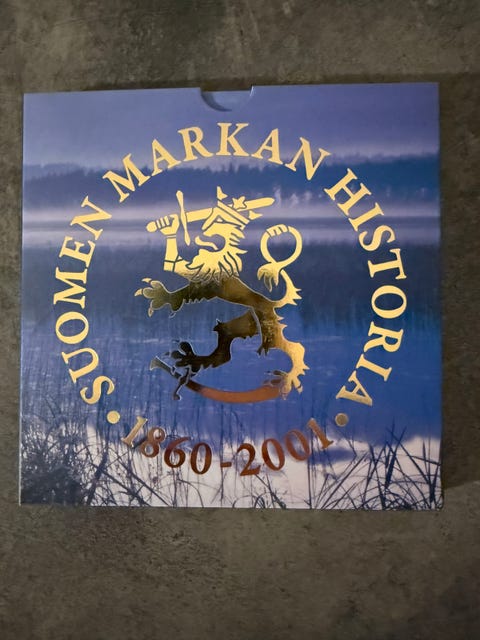 SUOMEN MARKAN HISTORIA
• 1860-2001 •